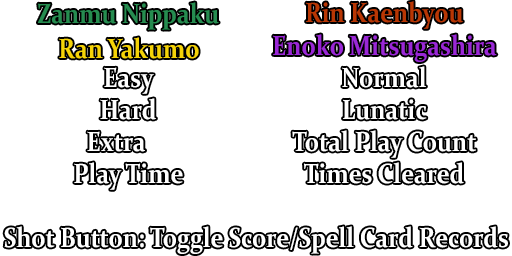 Zanmu Nippaku Rin Kaenbyou
Ran Yakumo Enoko Mitsugashira
Easy Normal
Hard Lunatic
Extra Total Play Count
Play Time Times Cleared
Shot Button: Toggle Score/Spell Card Records